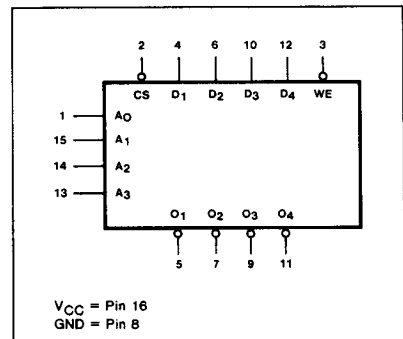 2 4 6 10 12 3
CS D1 D2 D3 D4 WE
1 A0
15 A1
14 A2
13 A3
O1 O2 O3 O4
5 7 9 11
VCC = Pin 16
GND = Pin 8